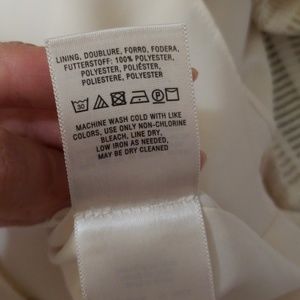 LINING, DOUBLURE, FORRO, FODERA,
FUTTERSTOFF: 100% POLYESTER,
POLYESTER, POLIÉSTER,
POLIESTERE, POLYESTER
30 P
MACHINE WASH COLD WITH LIKE
COLORS, USE ONLY NON-CHLORINE
BLEACH, LINE DRY,
LOW IRON AS NEEDED,
MAY BE DRY CLEANED